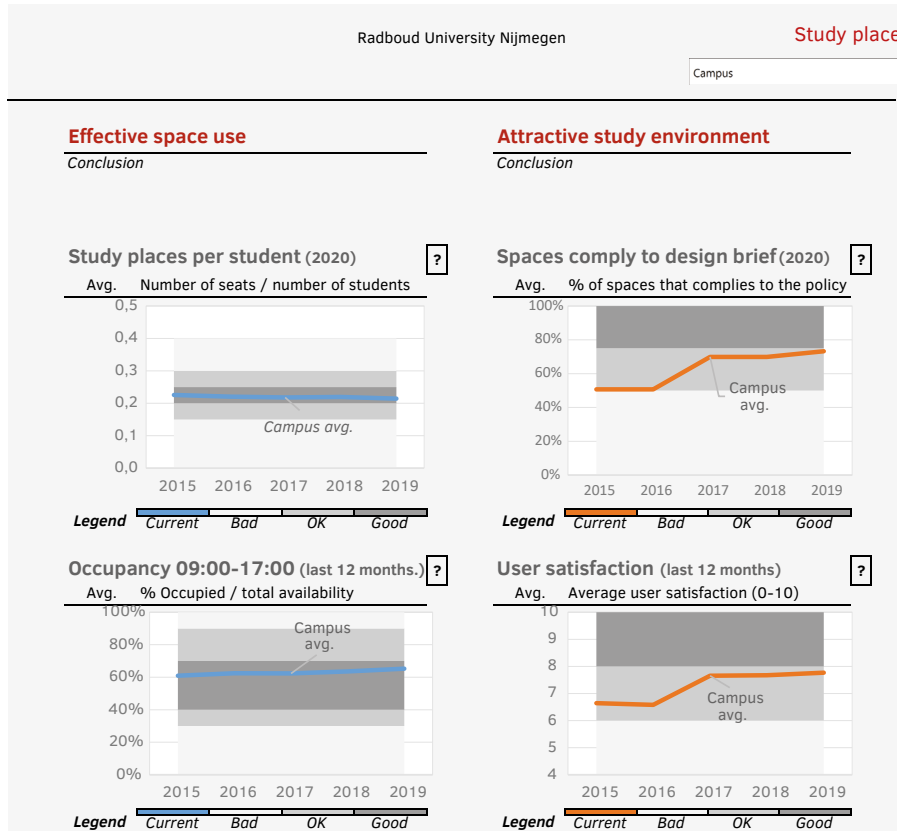 Radboud University Nijmegen
Study place
Campus
Effective space use
Conclusion
Attractive study environment
Conclusion
Study places per student (2020)
?
Avg. Number of seats / number of students
0,5
0,4
0,3
0,2
0,1
0,0
Campus avg.
2015 2016 2017 2018 2019
Legend Current Bad OK Good
Spaces comply to design brief (2020)
?
Avg. % of spaces that complies to the policy
100%
80%
60%
40%
20%
0%
Campus
avg.
2015 2016 2017 2018 2019
Legend Current Bad OK Good
Occupancy 09:00-17:00 (last 12 months.)
?
Avg. % Occupied / total availability
100%
80%
60%
40%
20%
0%
Campus
avg.
2015 2016 2017 2018 2019
Legend Current Bad OK Good
User satisfaction (last 12 months)
?
Avg. Average user satisfaction (0-10)
10
9
8
7
6
5
4
Campus
avg.
2015 2016 2017 2018 2019
Legend Current Bad OK Good